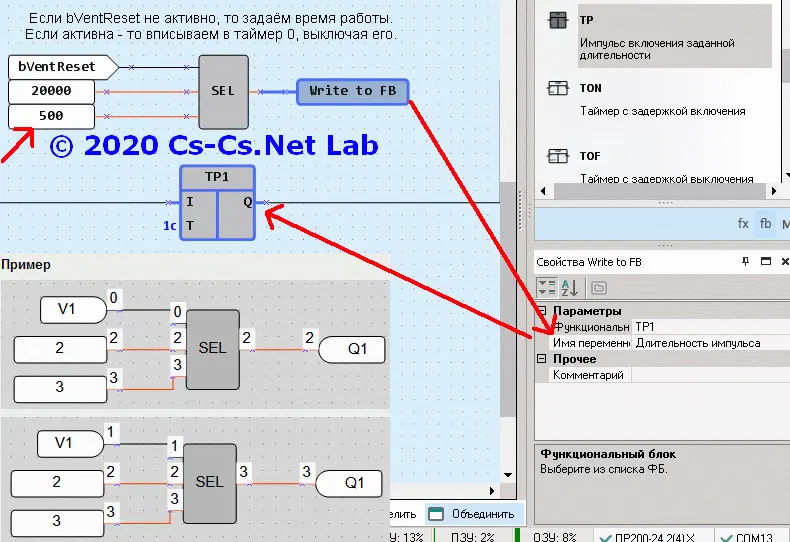 Если bVentReset не активно, то задаём время работы.
Если активна - то вписываем в таймер 0, выключая его.
bVentReset
20000
500
SEL
Write to FB
© 2020 Cs-Cs.Net Lab
TP1
I
Q
1с
T
Пример
V1
0
0
2
2
2
SEL
2
2
Q1
3
3
3
V1
1
1
2
2
2
SEL
3
3
Q1
3
3
3
TP
Импульс включения заданной
длительности
TON
Таймер с задержкой включения
TOF
Таймер с задержкой выключения
fx
fb
M
Свойства Write to FB
Параметры
Функциональн
TP1
Имя переменн
Длительность импульса
Прочее
Комментарий
Функциональный блок
Выберите из списка ФБ.
елить
Объединить
ЗУ: 13%
ПЗУ: 2%
ОЗУ: 8%
ПР200-24.2(4)X
COM13